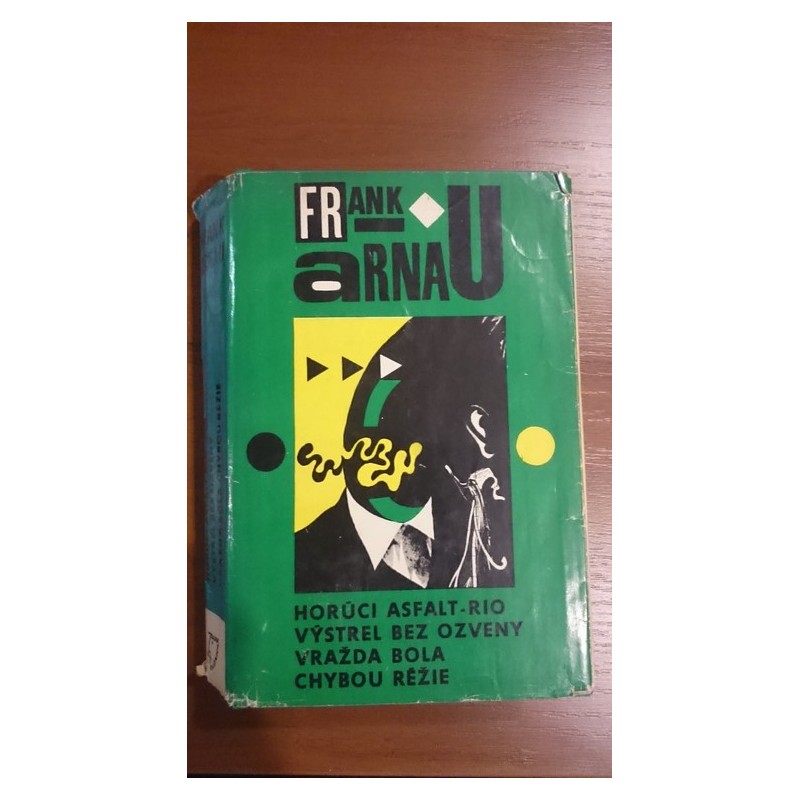 FRANK
ARNAU
HORÚCI ASFALT-RIO
VÝSTREL BEZ OZVENY
VRAŽDA BOLA
CHYBOU RÉŽIE